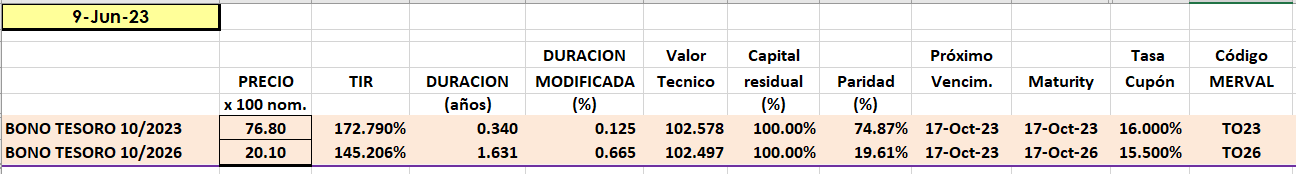 9-Jun-23
DURACION Valor Capital Próximo Tasa Código
PRECIO TIR DURACION MODIFICADA Tecnico residual Paridad Vencim. Maturity Cupón MERVAL
x 100 nom. (años) (%) (%) (%)
BONO TESORO 10/2023 76.80 172.790% 0.340 0.125 102.578 100.00% 74.87% 17-Oct-23 17-Oct-23 16.000% TO23
BONO TESORO 10/2026 20.10 145.206% 1.631 0.665 102.497 100.00% 19.61% 17-Oct-23 17-Oct-26 15.500% TO26